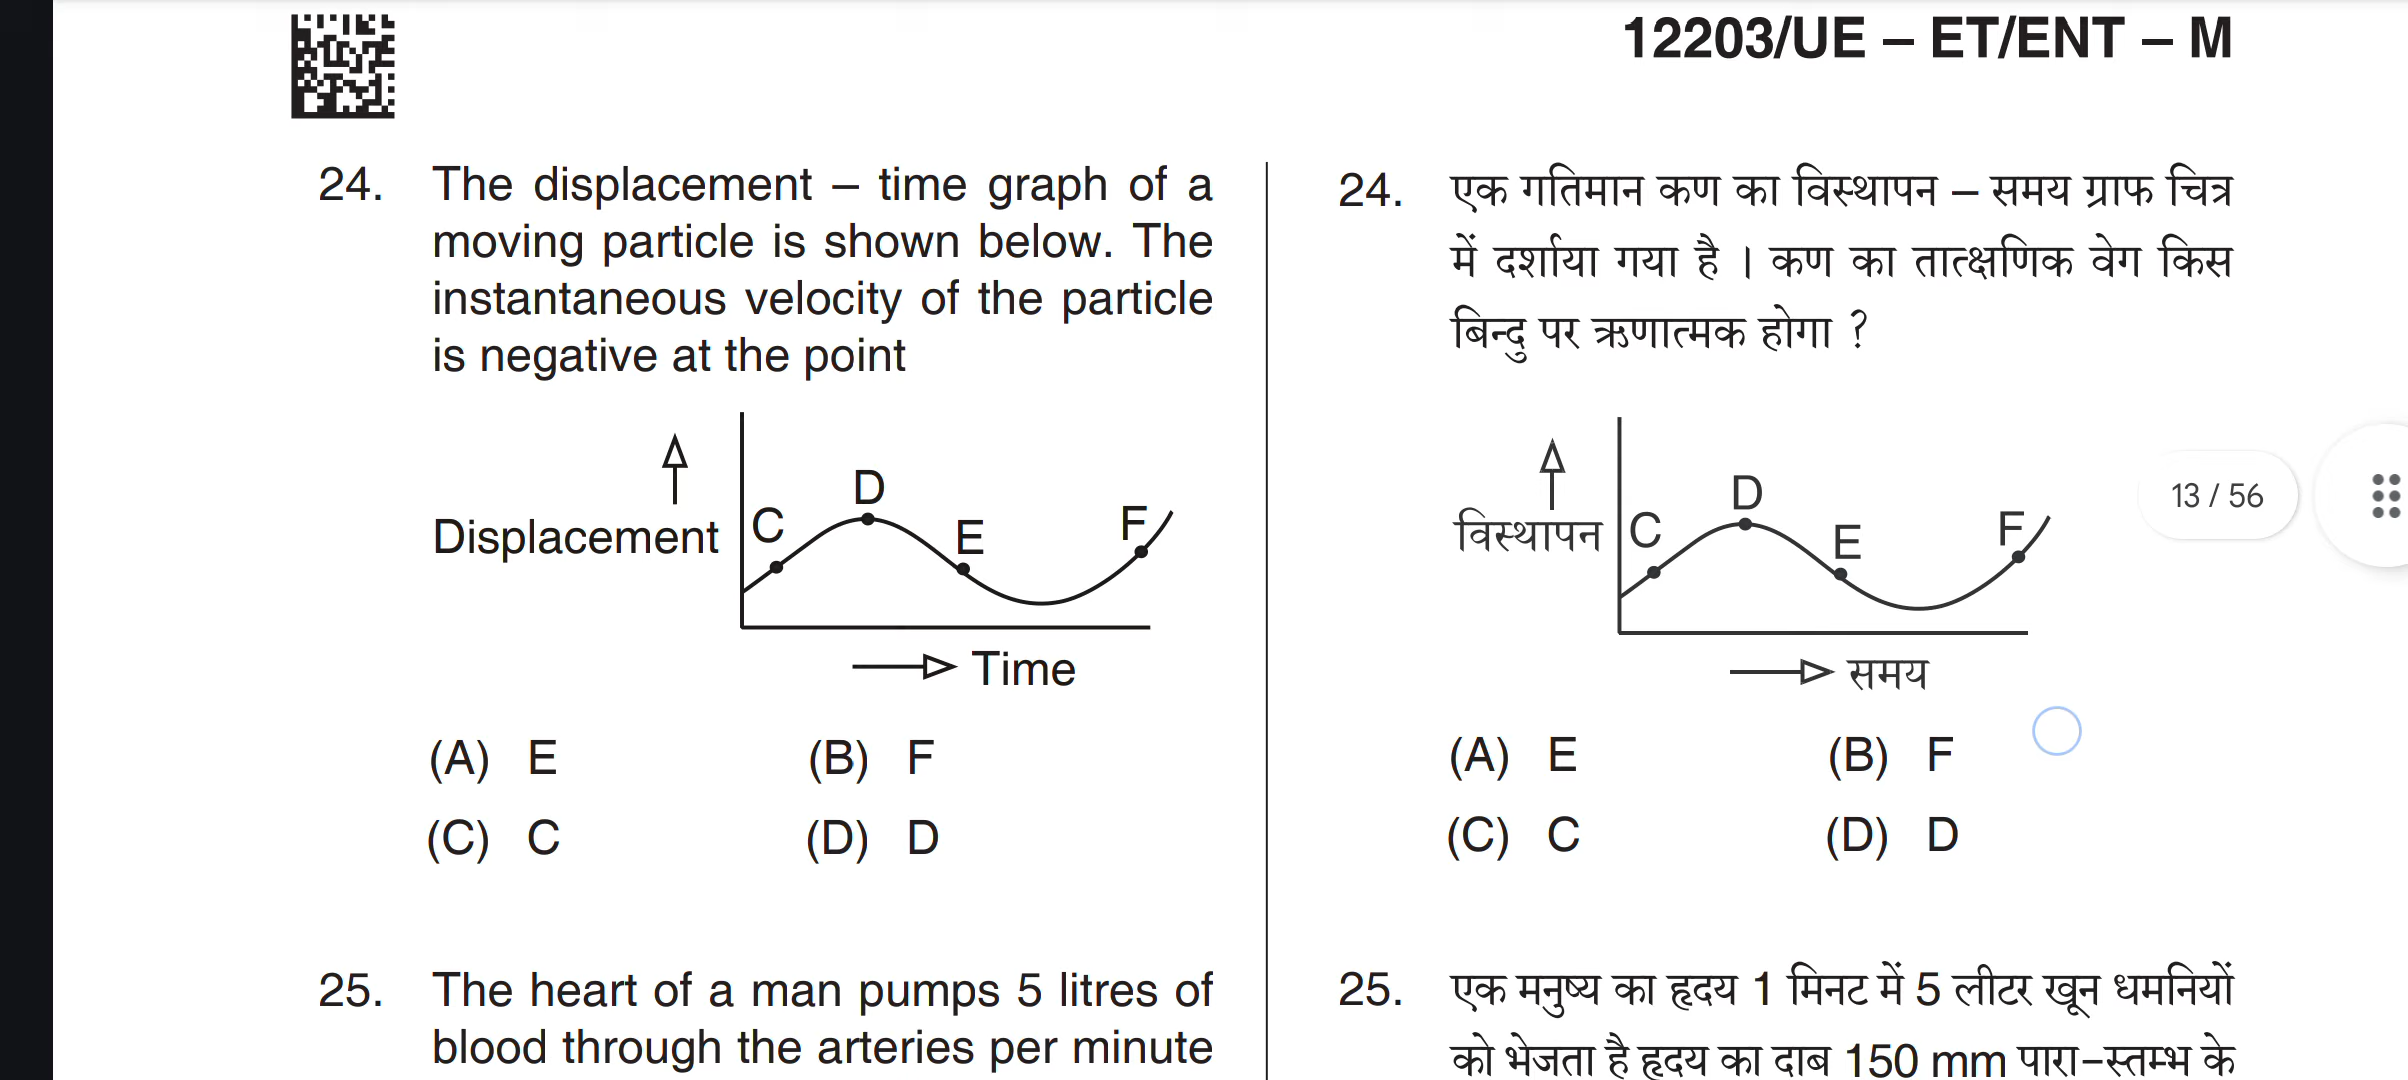 12203/UE – ET/ENT – M
24. The displacement – time graph of a
moving particle is shown below. The
instantaneous velocity of the particle
is negative at the point
Displacement
C
D
E
F
Time
(A) E (B) F
(C) C (D) D
25. The heart of a man pumps 5 litres of
blood through the arteries per minute
24. एक गतिमान कण का विस्थापन – समय ग्राफ चित्र
में दर्शाया गया है । कण का तात्क्षणिक वेग किस
बिन्दु पर ऋणात्मक होगा ?
विस्थापन
C
D
E
F
समय
(A) E (B) F
(C) C (D) D
25. एक मनुष्य का हृदय 1 मिनट में 5 लीटर खून धमनियों
को भेजता है हृदय का दाब 150 mm पारा-स्तम्भ के
13 / 56